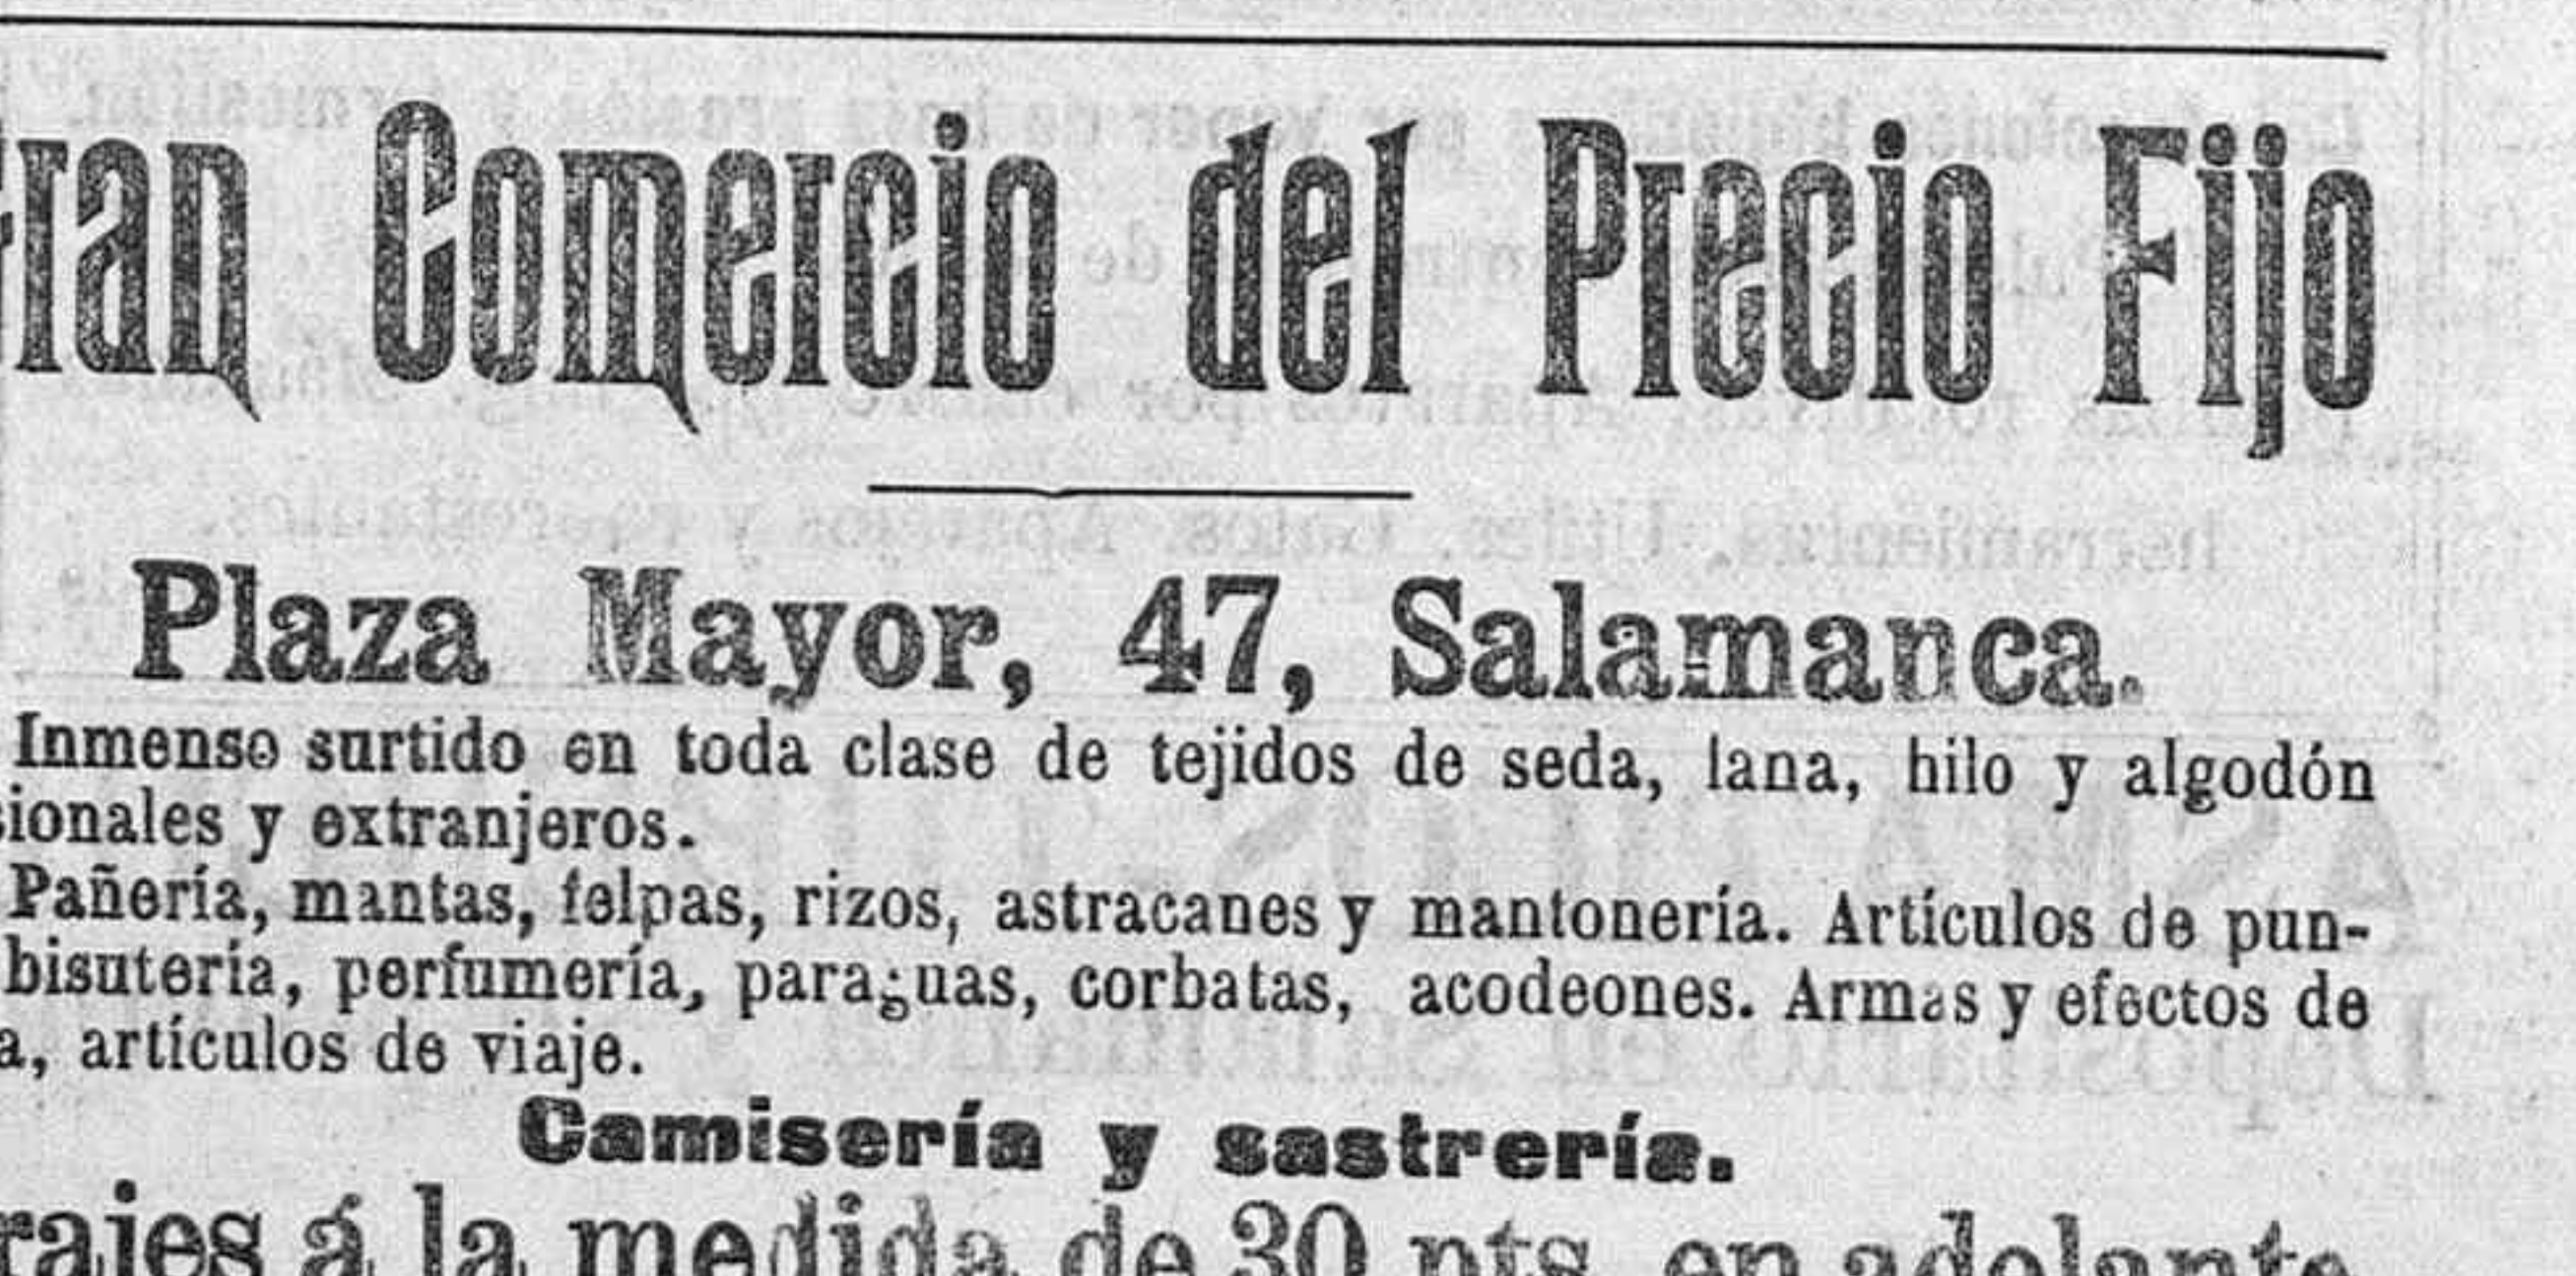 Gran Comercio del Precio Fijo
Plaza Mayor, 47, Salamanca.
Inmenso surtido en toda clase de tejidos de seda, lana, hilo y algodón
sionales y extranjeros.
Pañería, mantas, felpas, rizos, astracanes y mantonería. Artículos de pun-
bisutería, perfumería, paraguas, corbatas, acodeones. Armas y efectos de
a, artículos de viaje.
Camisería y sastrería.
rajes á la medida de 30 pts. en adelante